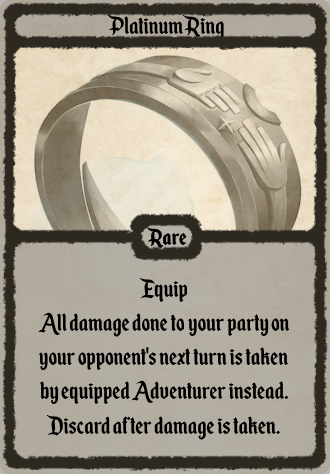 Platinum Ring
Rare
Equip
All damage done to your party on
your opponent's next turn is taken
by equipped Adventurer instead.
Discard after damage is taken.